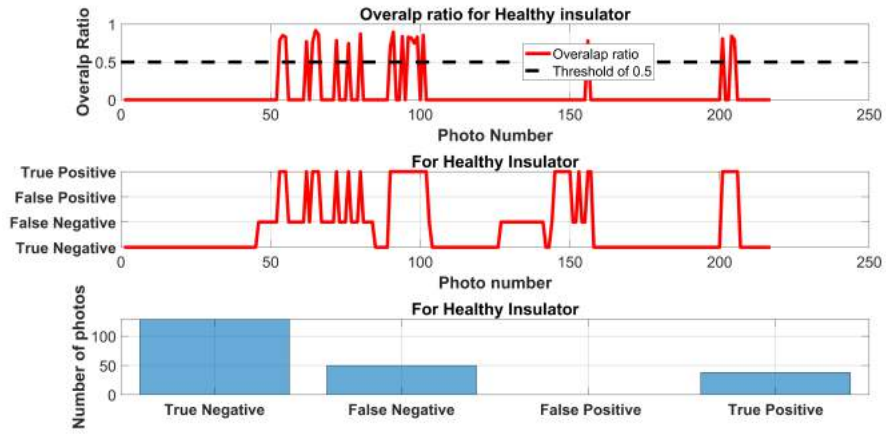 Overalp ratio for Healthy insulator
Overalp Ratio
1
0.5
0
Overalap ratio
Threshold of 0.5
0 50 100 150 200 250
Photo Number
For Healthy Insulator
True Positive
False Positive
False Negative
True Negative
0 50 100 150 200 250
Photo number
For Healthy Insulator
Number of photos
100
50
0
True Negative False Negative False Positive True Positive